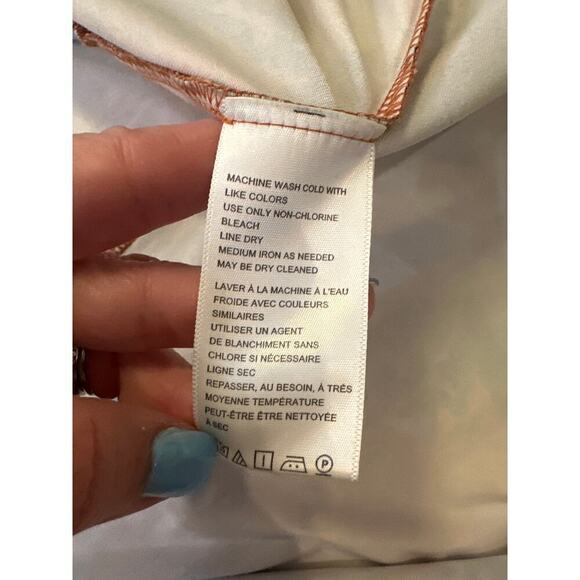 MACHINE WASH COLD WITH
LIKE COLORS
USE ONLY NON-CHLORINE
BLEACH
LINE DRY
MEDIUM IRON AS NEEDED
MAY BE DRY CLEANED
LAVER À LA MACHINE À L'EAU
FROIDE AVEC COULEURS
SIMILAIRES
UTILISER UN AGENT
DE BLANCHIMENT SANS
CHLORE SI NÉCESSAIRE
LIGNE SEC
REPASSER, AU BESOIN, À TRÈS
MOYENNE TEMPÉRATURE
PEUT-ÊTRE ÊTRE NETTOYÉE
À SEC
P